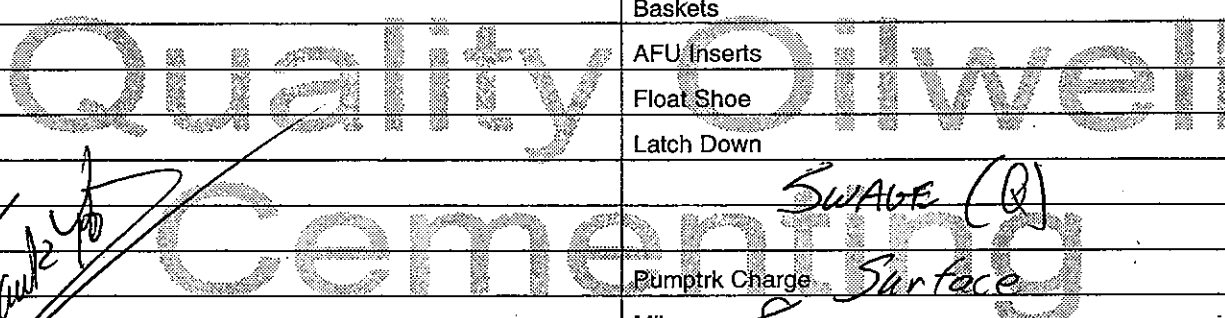 Baskets
Quality Oilwell
AFU Inserts
Float Shoe
Latch Down
SWAGE (Q)
Cementing
Pumptrk Charge Surface